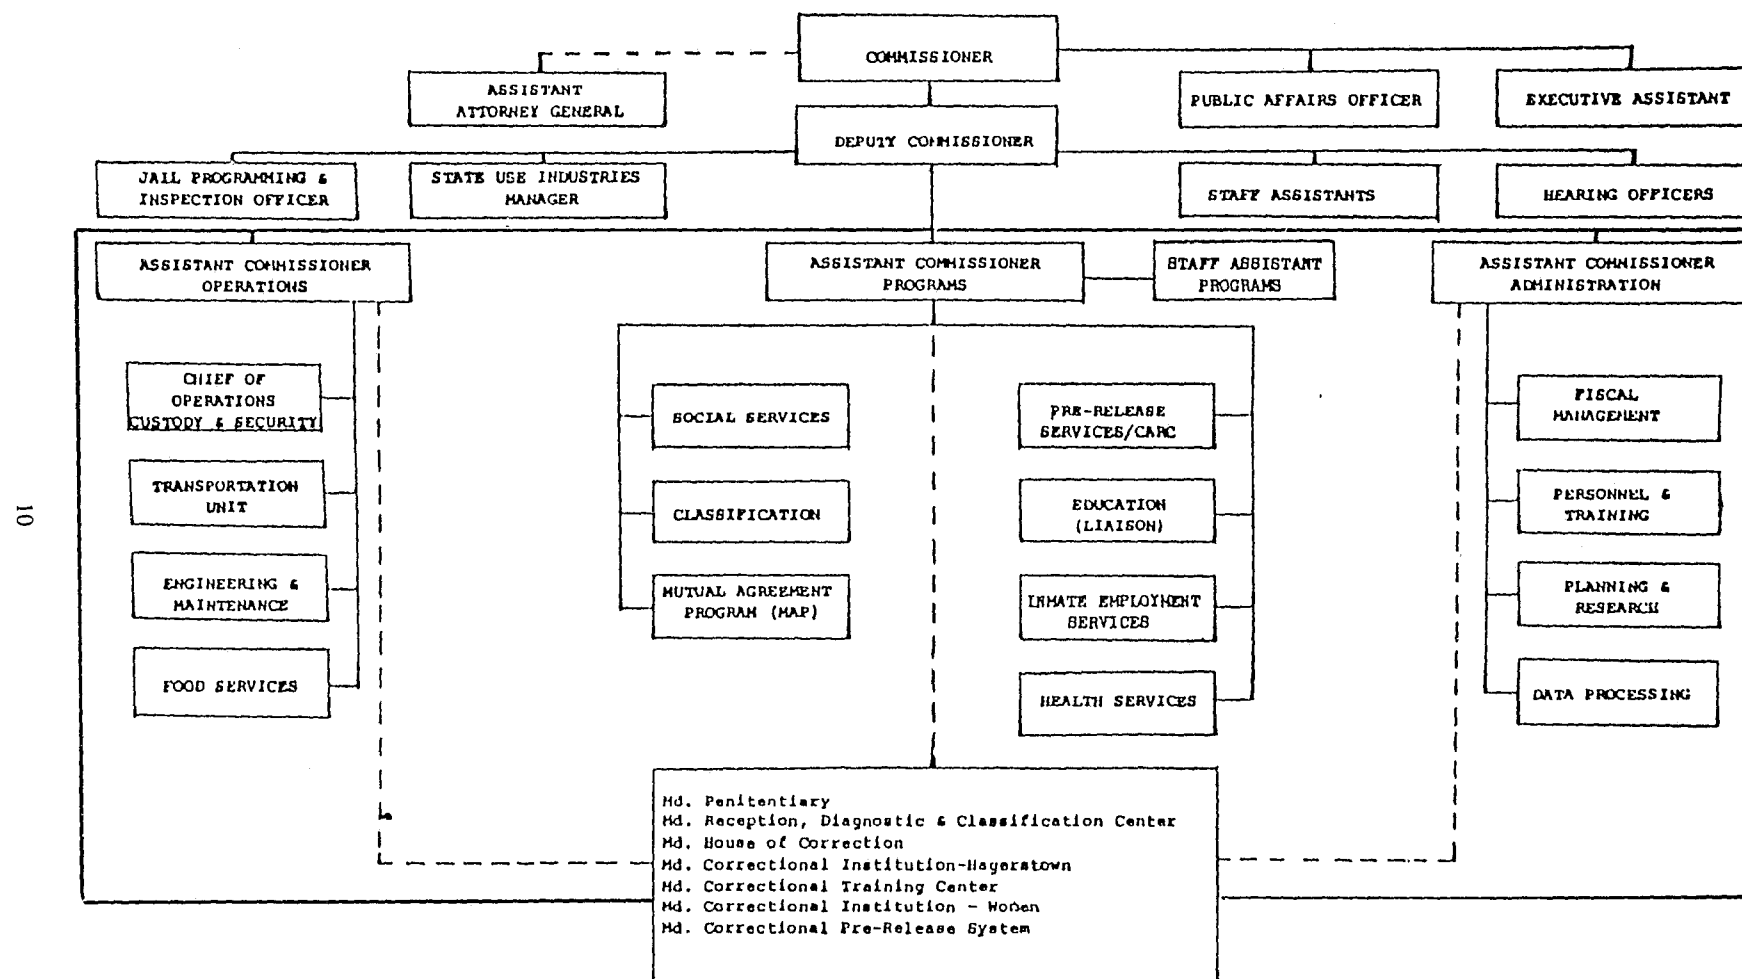 COMMISSIONER
ASSISTANT
ATTORNEY GENERAL
PUBLIC AFFAIRS OFFICER
EXECUTIVE ASSISTANT
DEPUTY COMMISSIONER
JAIL PROGRAMMING &
INSPECTION OFFICER
STATE USE INDUSTRIES
MANAGER
STAFF ASSISTANTS
HEARING OFFICERS
ASSISTANT COMMISSIONER
OPERATIONS
ASSISTANT COMMISSIONER
PROGRAMS
STAFF ASSISTANT
PROGRAMS
ASSISTANT COMMISSIONER
ADMINISTRATION
CHIEF OF
OPERATIONS
CUSTODY & SECURITY
TRANSPORTATION
UNIT
ENGINEERING &
MAINTENANCE
FOOD SERVICES
SOCIAL SERVICES
CLASSIFICATION
MUTUAL AGREEMENT
PROGRAM (MAP)
PRE-RELEASE
SERVICES/CARC
EDUCATION
(LIAISON)
INMATE EMPLOYMENT
SERVICES
HEALTH SERVICES
FISCAL
MANAGEMENT
PERSONNEL &
TRAINING
PLANNING &
RESEARCH
DATA PROCESSING
Md. Penitentiary
Md. Reception, Diagnostic & Classification Center
Md. House of Correction
Md. Correctional Institution-Hagerstown
Md. Correctional Training Center
Md. Correctional Institution - Women
Md. Correctional Pre-Release System
10